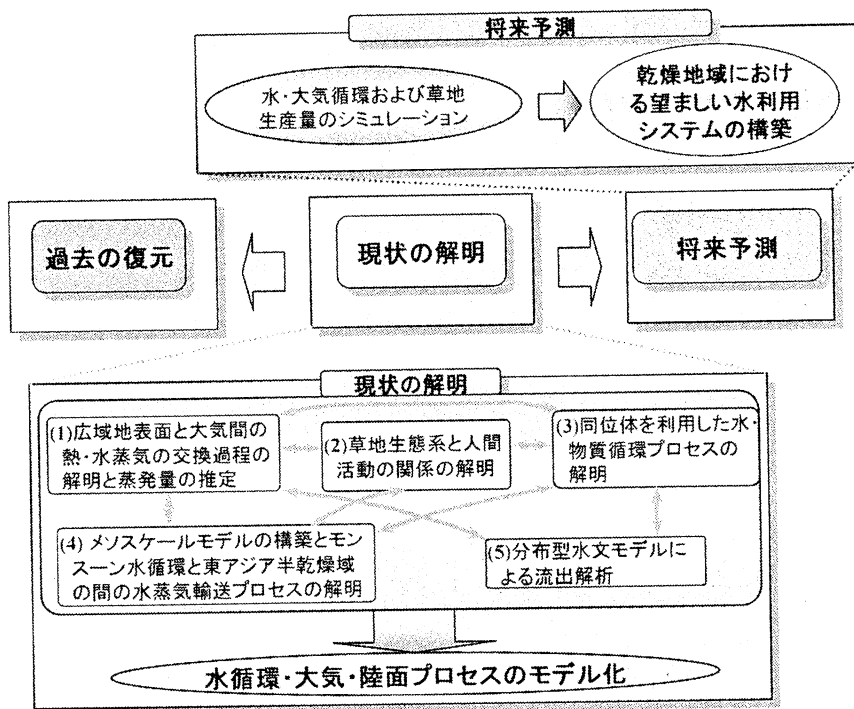 将来予測
水・大気循環および草地
生産量のシミュレーション
乾燥地域におけ
る望ましい水利用
システムの構築
過去の復元
現状の解明
将来予測
現状の解明
(1)広域地表面と大気間の
熱・水蒸気の交換過程の
解明と蒸発量の推定
(2)草地生態系と人間
活動の関係の解明
(3)同位体を利用した水・
物質循環プロセスの
解明
(4) メソスケールモデルの構築とモン
スーン水循環と東アジア半乾燥域
の間の水蒸気輸送プロセスの解明
(5)分布型水文モデルに
よる流出解析
水循環・大気・陸面プロセスのモデル化